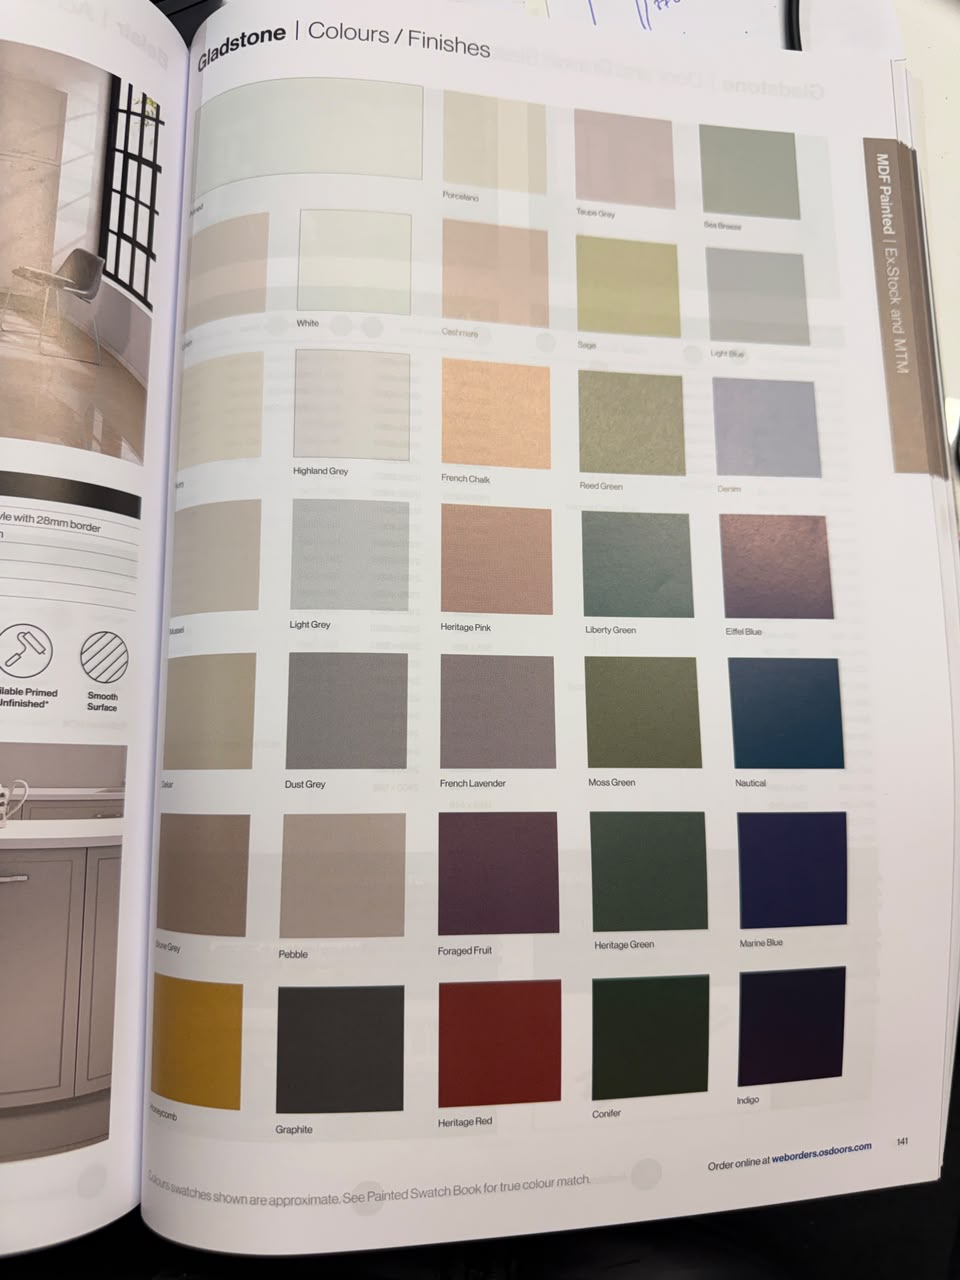 Gladstone | Colours / Finishes
Porcelano
Taupe Grey
Sea Breeze
White
Cashmere
Sage
Light Blue
Highland Grey
French Chalk
Reed Green
Denim
Mussel
Light Grey
Heritage Pink
Liberty Green
Eiffel Blue
Dust Grey
French Lavender
Moss Green
Nautical
Stone Grey
Pebble
Foraged Fruit
Heritage Green
Marine Blue
Honeycomb
Graphite
Heritage Red
Conifer
Indigo
Colours swatches shown are approximate. See Painted Swatch Book for true colour match.
Order online at weborders.osdoors.com
141
MDF Painted | Ex.Stock and MTM
with 28mm border
Primed
Unfinished*
Smooth
Surface